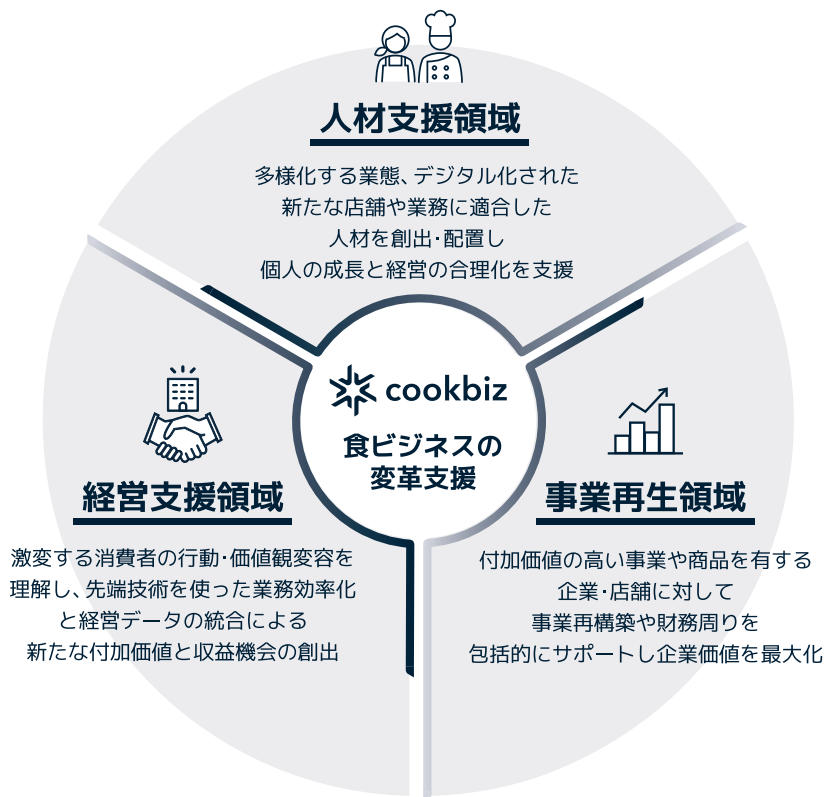 人材支援領域
多様化する業態、デジタル化された
新たな店舗や業務に適合した
人材を創出・配置し
個人の成長と経営の合理化を支援
cookbiz
食ビジネスの
変革支援
経営支援領域
激変する消費者の行動・価値観変容を
理解し、先端技術を使った業務効率化
と経営データの統合による
新たな付加価値と収益機会の創出
事業再生領域
付加価値の高い事業や商品を有する
企業・店舗に対して
事業再構築や財務周りを
包括的にサポートし企業価値を最大化